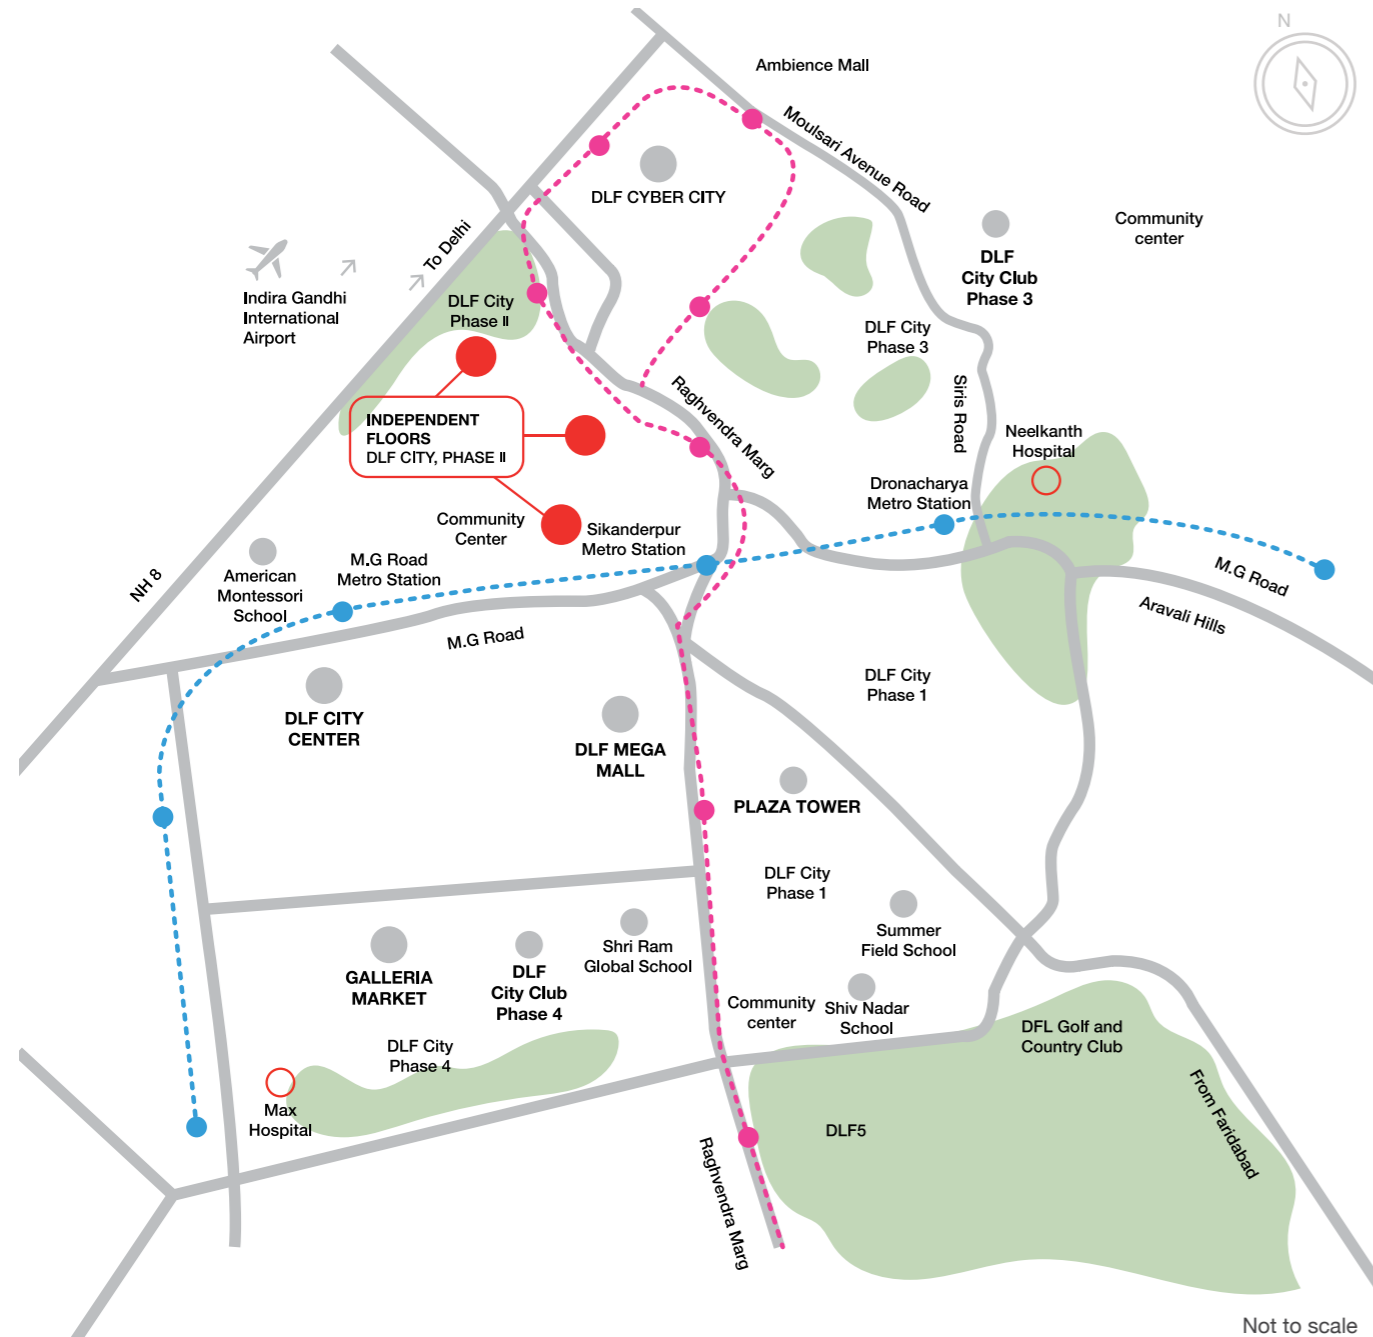 N
Ambience Mall
Moulsari Avenue Road
DLF CYBER CITY
Community
center
DLF
City Club
Phase 3
To Delhi
Indira Gandhi
International
Airport
DLF City
Phase II
DLF City
Phase 3
Raghvendra Marg
Siris Road
INDEPENDENT
FLOORS
DLF CITY, PHASE II
Neelkanth
Hospital
Dronacharya
Metro Station
Community
Center
Sikanderpur
Metro Station
M.G Road
Metro Station
American
Montessori
School
NH 8
M.G Road
Aravali Hills
M.G Road
DLF City
Phase 1
DLF CITY
CENTER
DLF MEGA
MALL
PLAZA TOWER
DLF City
Phase 1
Summer
Field School
Shri Ram
Global School
GALLERIA
MARKET
DLF
City Club
Phase 4
Community
center
Shiv Nadar
School
DFL Golf and
Country Club
DLF City
Phase 4
Max
Hospital
DLF5
From Faridabad
Raghvendra Marg
Not to scale